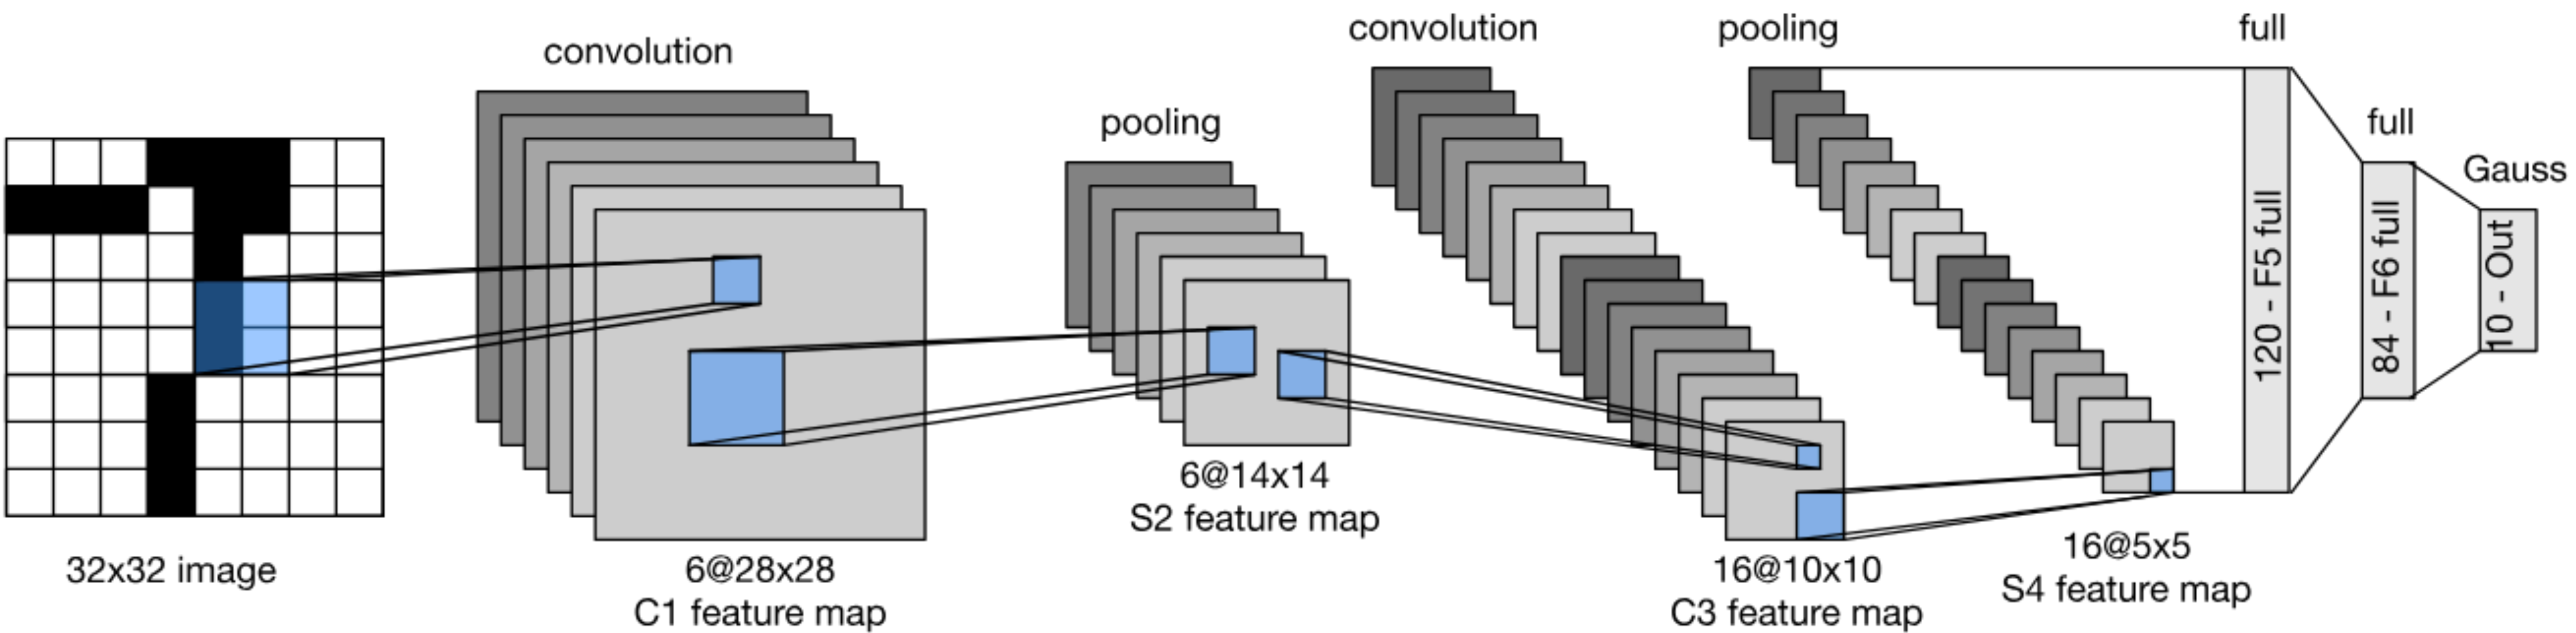 convolution
pooling
convolution
pooling
full
full
Gauss
32x32 image
6@28x28
C1 feature map
6@14x14
S2 feature map
16@10x10
C3 feature map
16@5x5
S4 feature map
120 - F5 full
84 - F6 full
10 - Out